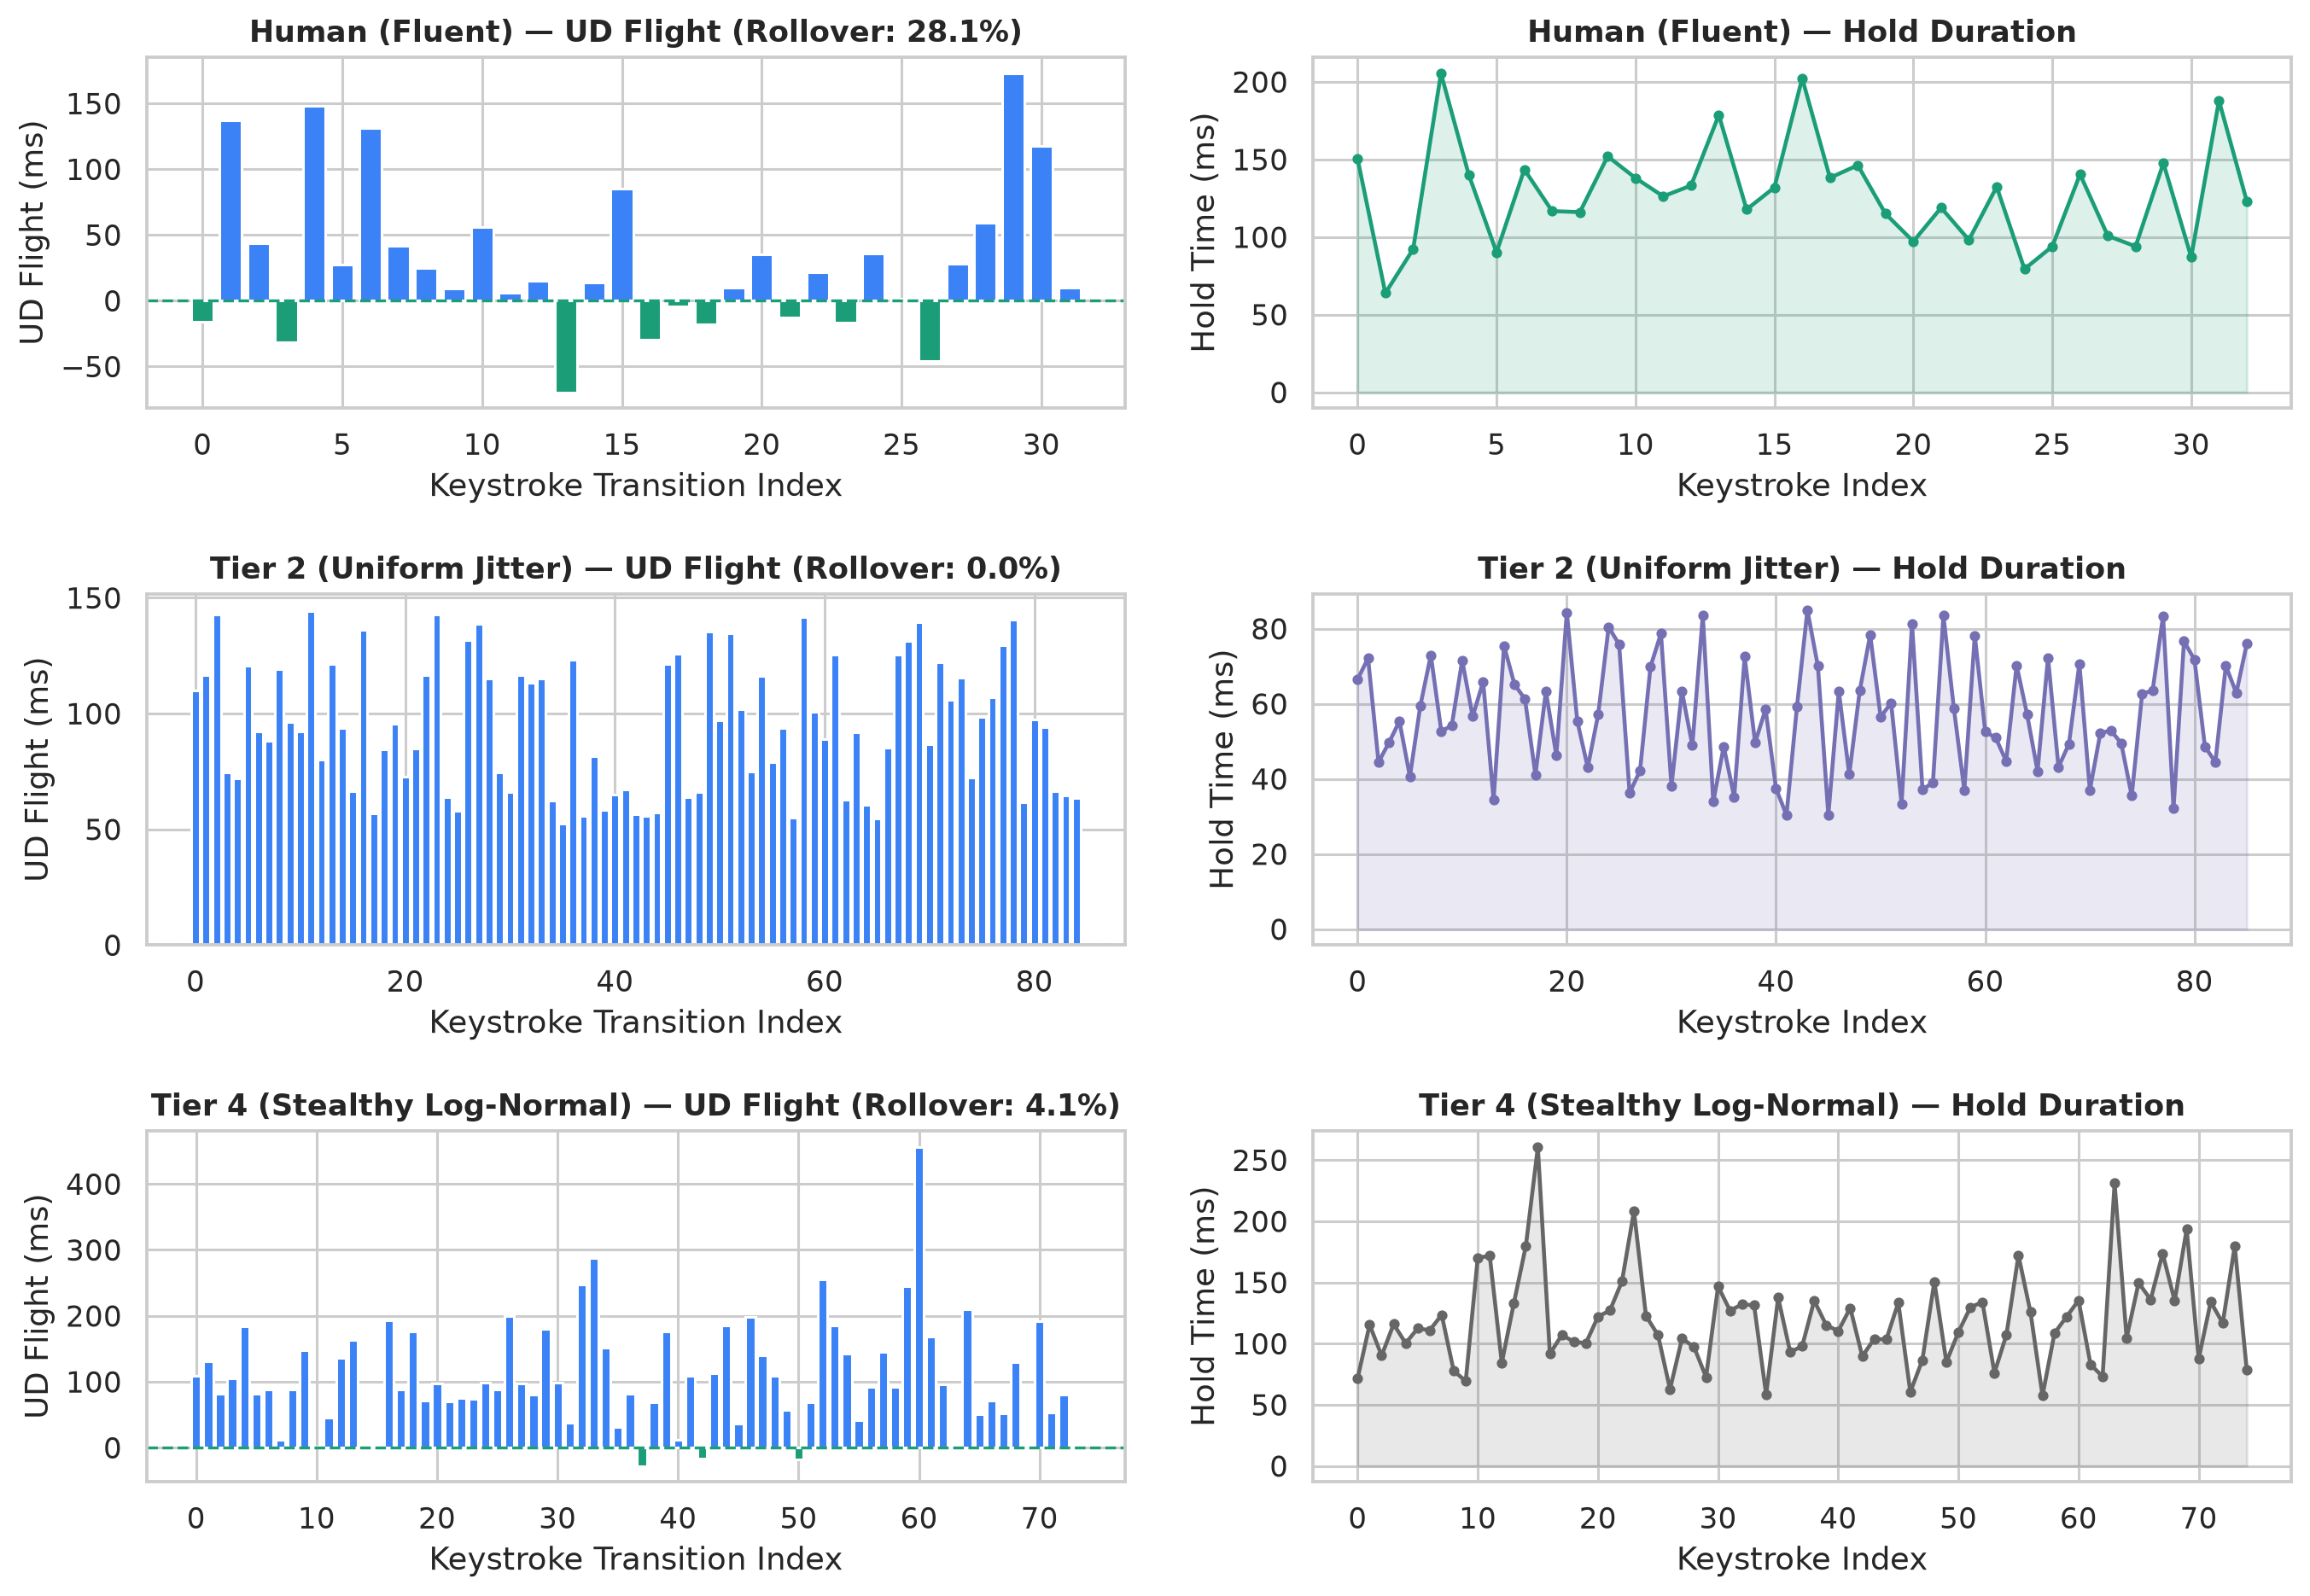 Human (Fluent) — UD Flight (Rollover: 28.1%)
UD Flight (ms)
150
100
50
0
−50
0 5 10 15 20 25 30
Keystroke Transition Index
Human (Fluent) — Hold Duration
Hold Time (ms)
200
150
100
50
0
0 5 10 15 20 25 30
Keystroke Index
Tier 2 (Uniform Jitter) — UD Flight (Rollover: 0.0%)
UD Flight (ms)
150
100
50
0
0 20 40 60 80
Keystroke Transition Index
Tier 2 (Uniform Jitter) — Hold Duration
Hold Time (ms)
80
60
40
20
0
0 20 40 60 80
Keystroke Index
Tier 4 (Stealthy Log-Normal) — UD Flight (Rollover: 4.1%)
UD Flight (ms)
400
300
200
100
0
0 10 20 30 40 50 60 70
Keystroke Transition Index
Tier 4 (Stealthy Log-Normal) — Hold Duration
Hold Time (ms)
250
200
150
100
50
0
0 10 20 30 40 50 60 70
Keystroke Index